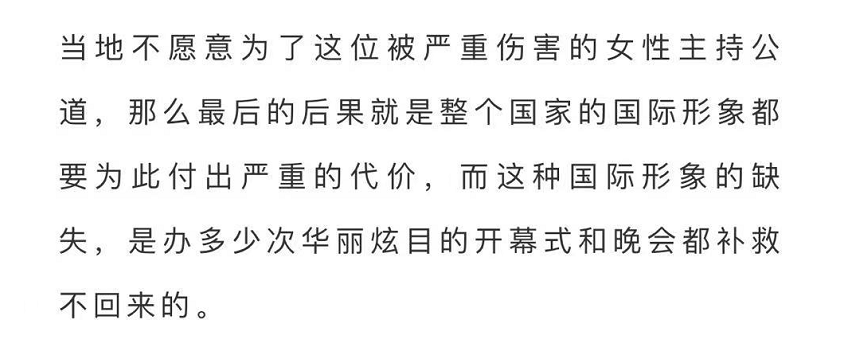 当地不愿意为了这位被严重伤害的女性主持公
道，那么最后的后果就是整个国家的国际形象都
要为此付出严重的代价，而这种国际形象的缺
失，是办多少次华丽炫目的开幕式和晚会都补救
不回来的。